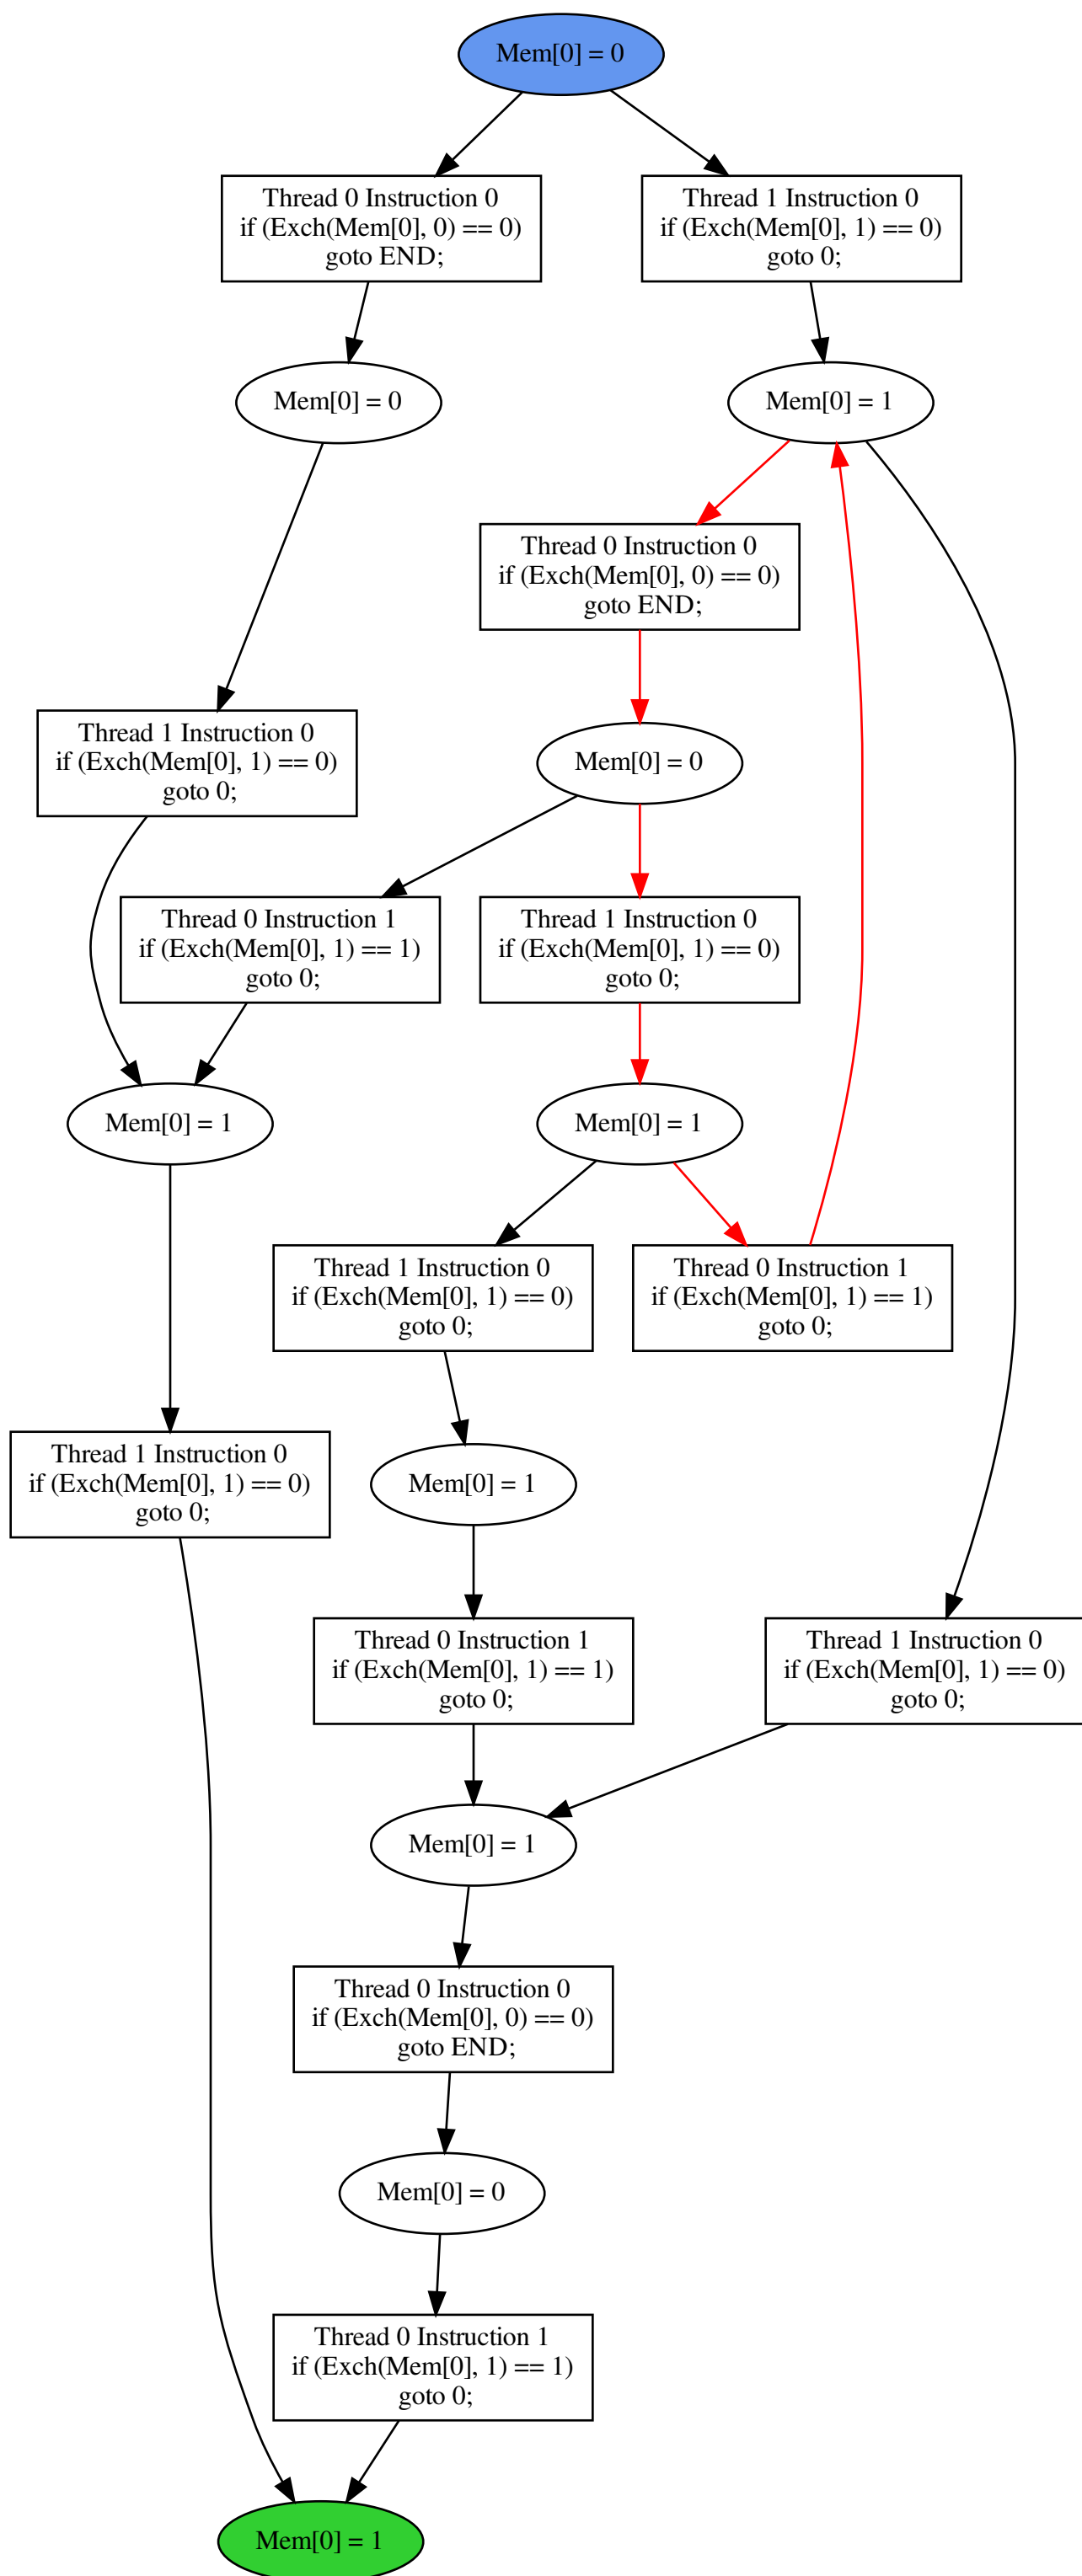 Mem[0] = 0
Thread 0 Instruction 0
if (Exch(Mem[0], 0) == 0)
goto END;
Thread 1 Instruction 0
if (Exch(Mem[0], 1) == 0)
goto 0;
Mem[0] = 0
Mem[0] = 1
Thread 0 Instruction 0
if (Exch(Mem[0], 0) == 0)
goto END;
Thread 1 Instruction 0
if (Exch(Mem[0], 1) == 0)
goto 0;
Mem[0] = 0
Thread 0 Instruction 1
if (Exch(Mem[0], 1) == 1)
goto 0;
Thread 1 Instruction 0
if (Exch(Mem[0], 1) == 0)
goto 0;
Mem[0] = 1
Mem[0] = 1
Thread 1 Instruction 0
if (Exch(Mem[0], 1) == 0)
goto 0;
Thread 0 Instruction 1
if (Exch(Mem[0], 1) == 1)
goto 0;
Thread 1 Instruction 0
if (Exch(Mem[0], 1) == 0)
goto 0;
Mem[0] = 1
Thread 0 Instruction 1
if (Exch(Mem[0], 1) == 1)
goto 0;
Thread 1 Instruction 0
if (Exch(Mem[0], 1) == 0)
goto 0;
Mem[0] = 1
Thread 0 Instruction 0
if (Exch(Mem[0], 0) == 0)
goto END;
Mem[0] = 0
Thread 0 Instruction 1
if (Exch(Mem[0], 1) == 1)
goto 0;
Mem[0] = 1